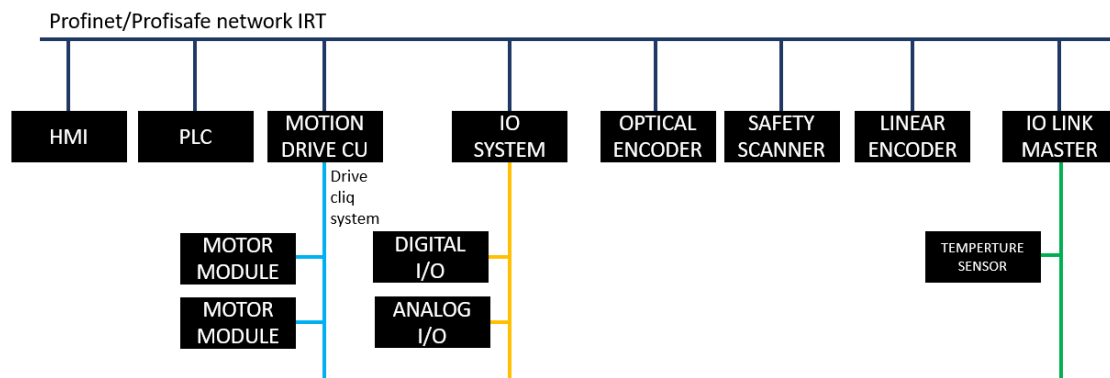 Profinet/Profisafe network IRT
HMI
PLC
MOTION
DRIVE CU
IO
SYSTEM
OPTICAL
ENCODER
SAFETY
SCANNER
LINEAR
ENCODER
IO LINK
MASTER
Drive
cliq
system
MOTOR
MODULE
DIGITAL
I/O
TEMPERTURE
SENSOR
MOTOR
MODULE
ANALOG
I/O